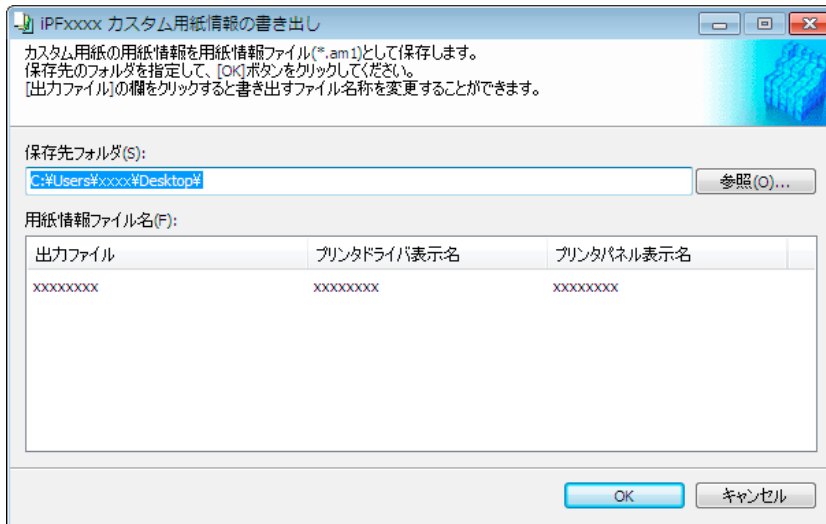 iPFxxxx カスタム用紙情報の書き出し
カスタム用紙の用紙情報を用紙情報ファイル(*.am1)として保存します。
保存先のフォルダを指定して、[OK]ボタンをクリックしてください。
[出力ファイル]の欄をクリックすると書き出すファイル名称を変更することができます。
保存先フォルダ(S):
C:¥Users¥xxxx¥Desktop¥ 参照(O)...
用紙情報ファイル名(F):
出力ファイル プリンタドライバ表示名 プリンタパネル表示名
xxxxxxxx xxxxxxxx xxxxxxxx
OK キャンセル